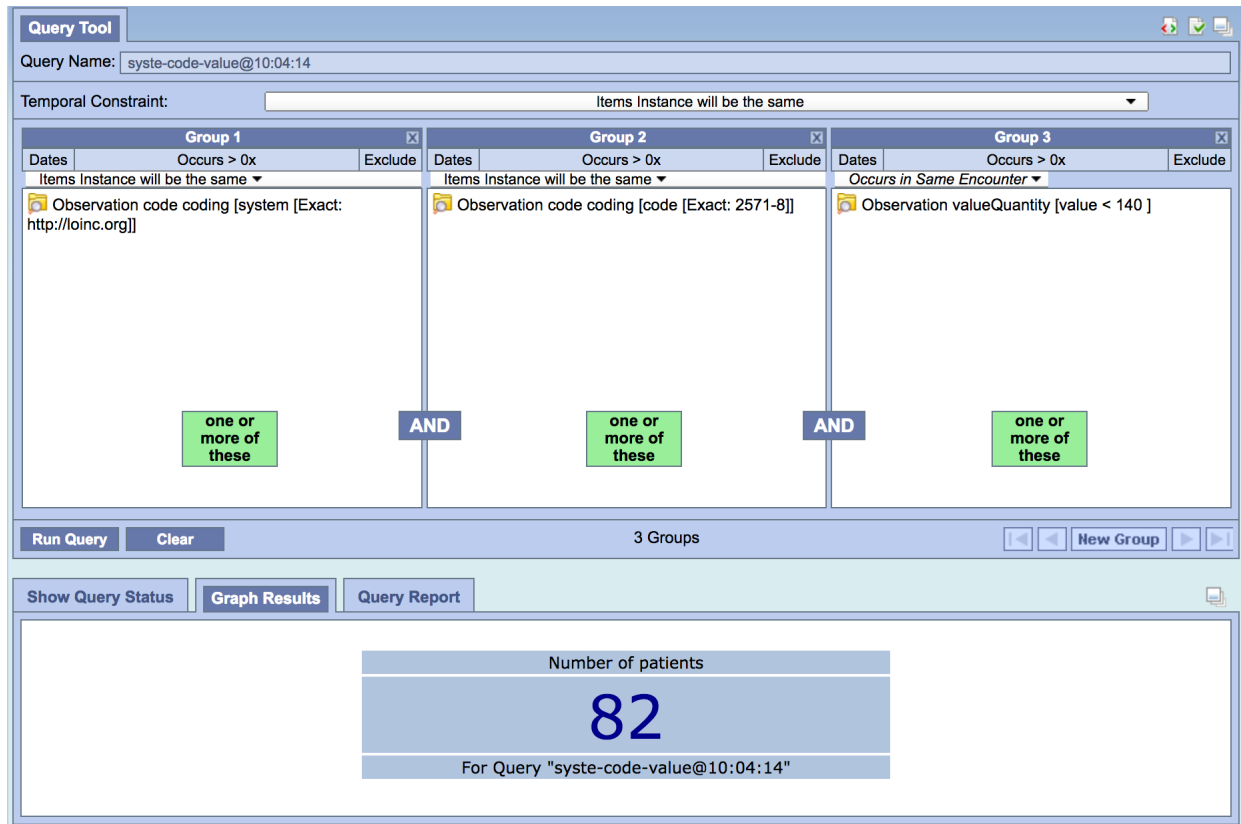 Query Tool
Query Name: syste-code-value@10:04:14
Temporal Constraint: Items Instance will be the same
Group 1 Group 2 Group 3
Dates Occurs > 0x Exclude Dates Occurs > 0x Exclude Dates Occurs > 0x Exclude
Items Instance will be the same Items Instance will be the same Occurs in Same Encounter
Observation code coding [system [Exact:
http://loinc.org]]
Observation code coding [code [Exact: 2571-8]]
Observation valueQuantity [value < 140 ]
one or
more of
these
AND
one or
more of
these
AND
one or
more of
these
Run Query Clear 3 Groups New Group
Show Query Status Graph Results Query Report
Number of patients
82
For Query "syste-code-value@10:04:14"